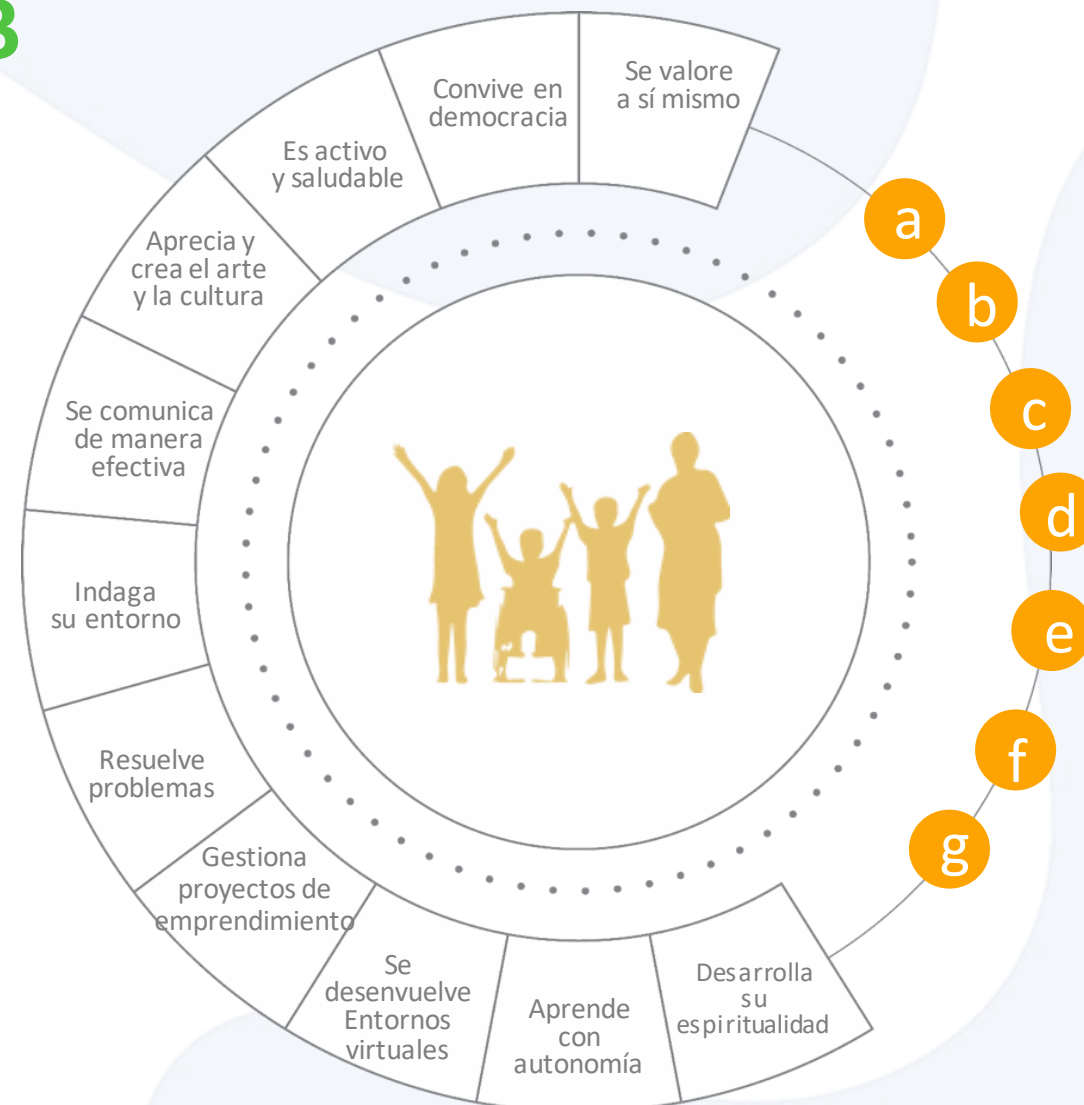 B
Se valore
a sí mismo
Convive en
democracia
Es activo
y saludable
Aprecia y
crea el arte
y la cultura
Se comunica
de manera
efectiva
Indaga
su entorno
Resuelve
problemas
Gestiona
proyectos de
emprendimiento
Se
desenvuelve
Entornos
virtuales
Aprende
con
autonomía
Desarrolla
su
espiritualidad
a
b
c
d
e
f
g